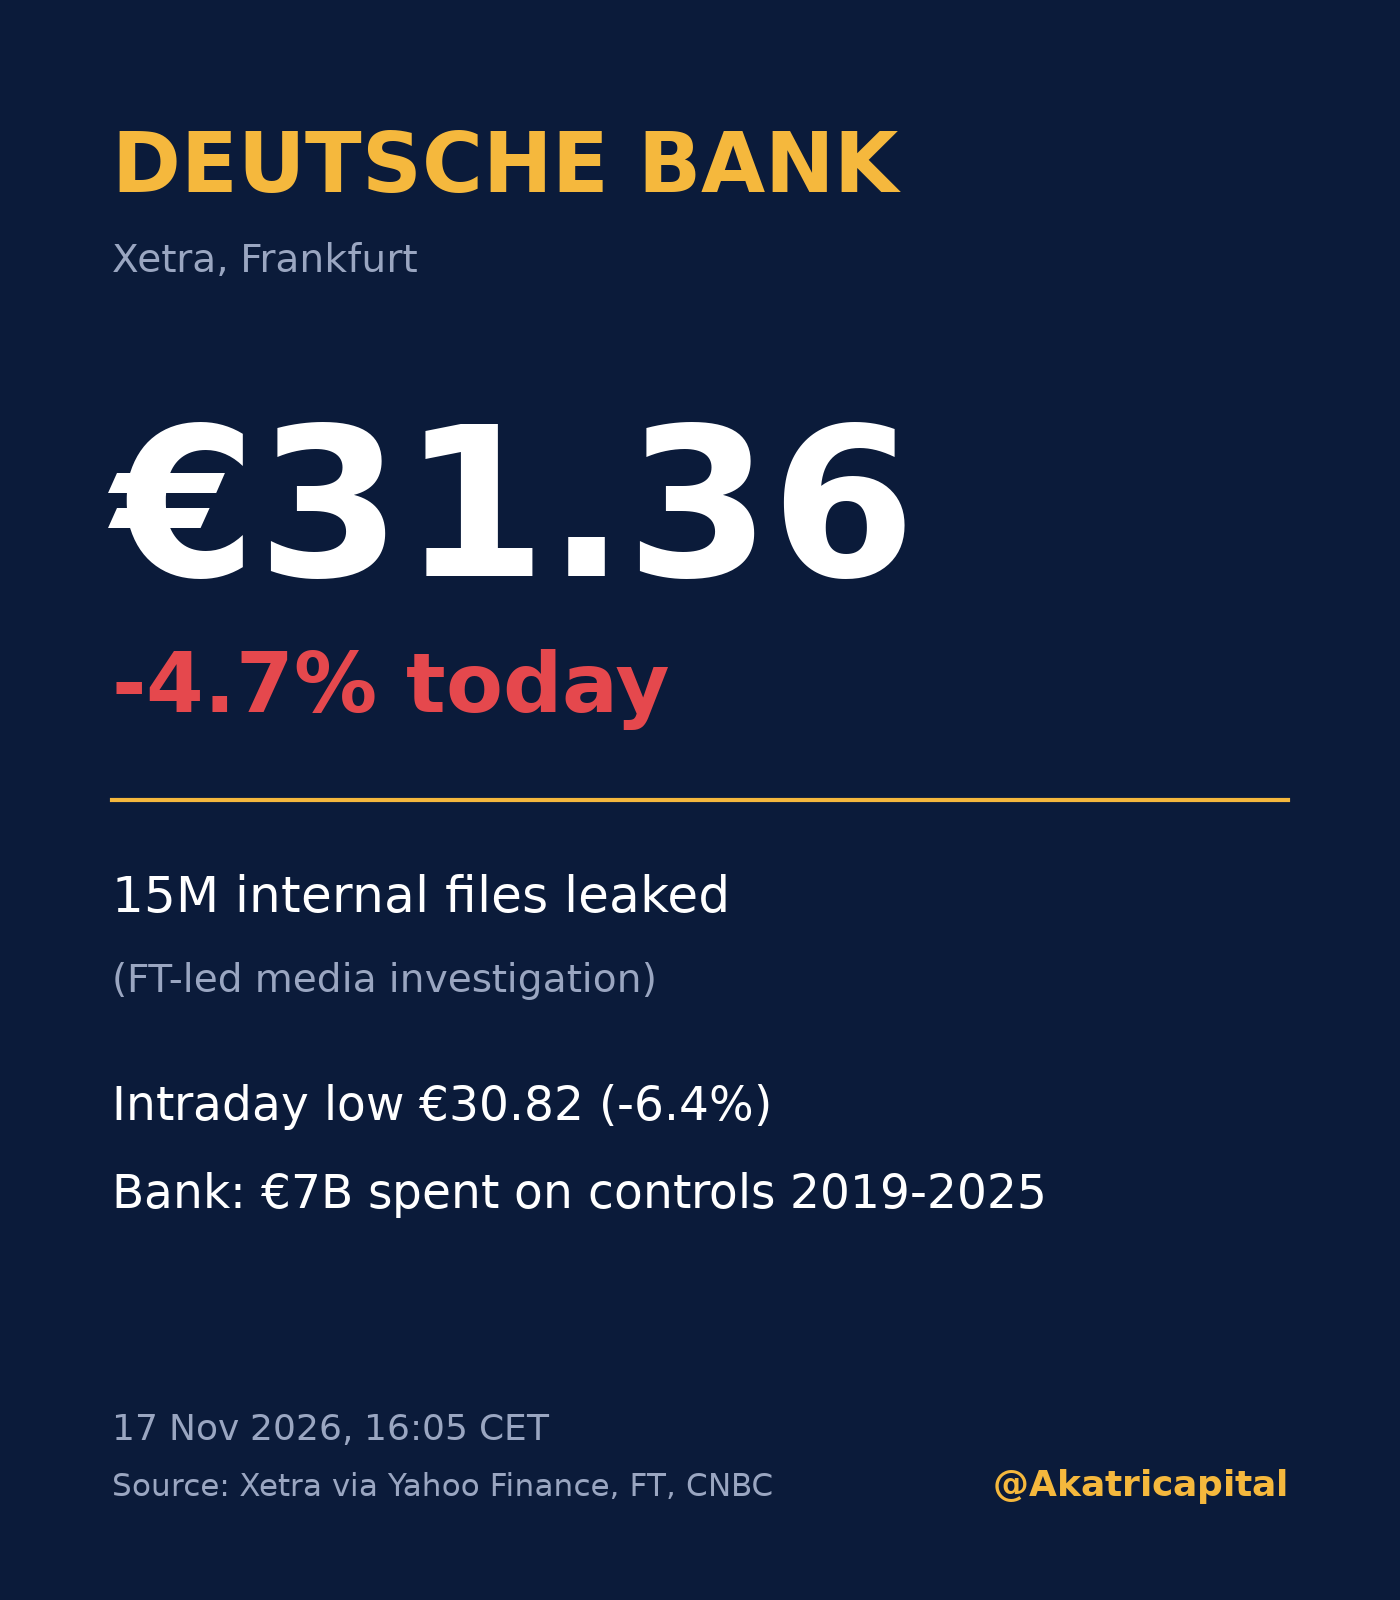 DEUTSCHE BANK
Xetra, Frankfurt
€31.36
-4.7% today
15M internal files leaked
(FT-led media investigation)
Intraday low €30.82 (-6.4%)
Bank: €7B spent on controls 2019-2025
17 Nov 2026, 16:05 CET
Source: Xetra via Yahoo Finance, FT, CNBC
@Akatricapital